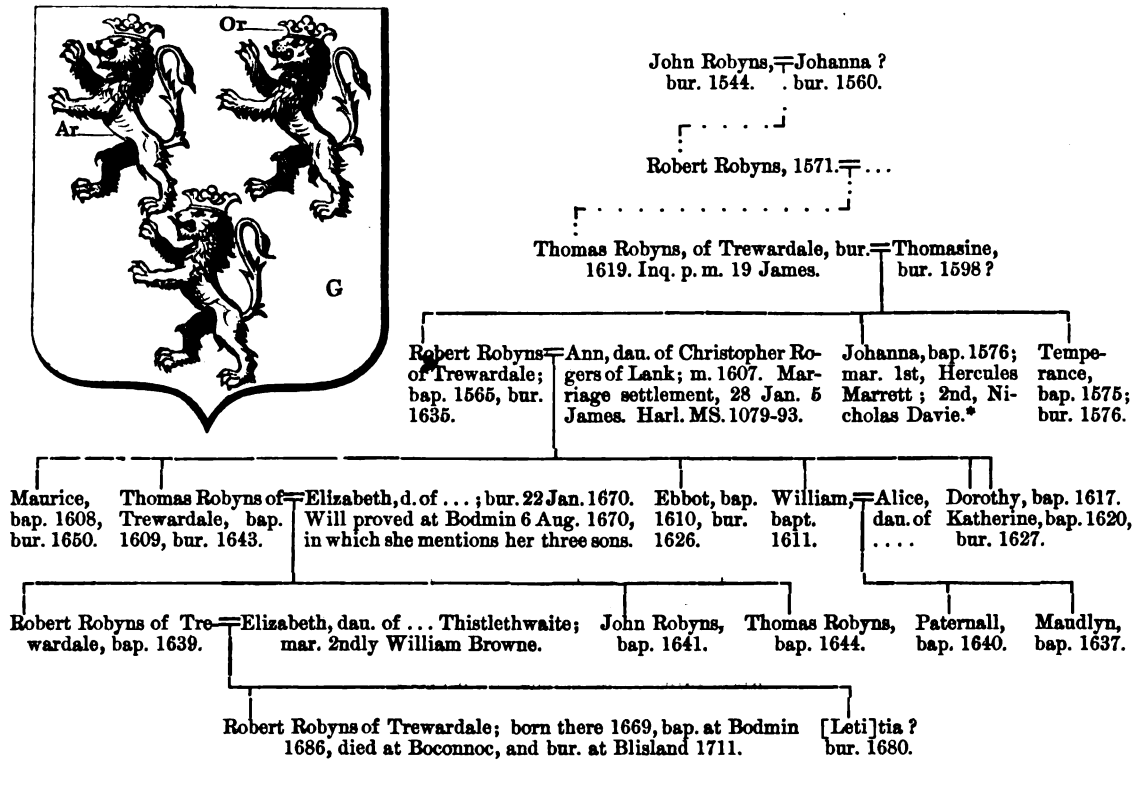 Or
Ar
G
John Robyns, = Johanna ?
bur. 1544. bur. 1560.
Robert Robyns, 1571. = ...
Thomas Robyns, of Trewardale, bur. = Thomasine,
1619. Inq. p. m. 19 James. bur. 1598 ?
Robert Robyns =
of Trewardale;
bap. 1565, bur.
1635.
Ann, dau. of Christopher Ro-
gers of Lank; m. 1607. Mar-
riage settlement, 28 Jan. 5
James. Harl. MS. 1079-93.
Johanna, bap. 1576;
mar. 1st, Hercules
Marrett; 2nd, Ni-
cholas Davie.*
Tempe-
rance,
bap. 1575;
bur. 1576.
Maurice,
bap. 1608,
bur. 1650.
Thomas Robyns of =
Trewardale, bap.
1609, bur. 1643.
Elizabeth, d. of ...; bur. 22 Jan. 1670.
Will proved at Bodmin 6 Aug. 1670,
in which she mentions her three sons.
Ebbot, bap.
1610, bur.
1626.
William, =
bapt.
1611.
Alice,
dau. of
....
Dorothy, bap. 1617.
Katherine, bap. 1620,
bur. 1627.
Robert Robyns of Tre-
wardale, bap. 1639.
= Elizabeth, dau. of ... Thistlethwaite;
mar. 2ndly William Browne.
John Robyns,
bap. 1641.
Thomas Robyns,
bap. 1644.
Paternall,
bap. 1640.
Maudlyn,
bap. 1637.
Robert Robyns of Trewardale; born there 1669, bap. at Bodmin
1686, died at Boconnoc, and bur. at Blisland 1711.
[Leti]tia ?
bur. 1680.